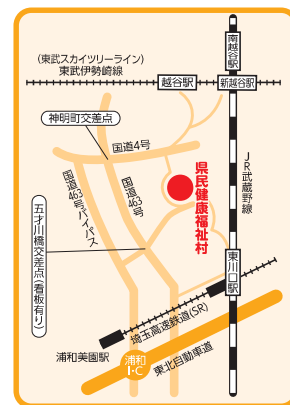 南越谷駅
(東武スカイツリーライン)
東武伊勢崎線
越谷駅
新越谷駅
神明町交差点
国道4号
国道463号バイパス
国道463号
県民健康福祉村
JR武蔵野線
五才川橋交差点(看板有り)
東川口駅
埼玉高速鉄道(SR)
浦和美園駅
浦和
I・C
東北自動車道